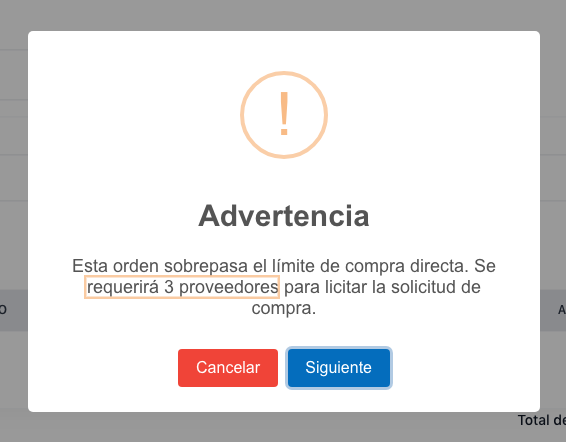 !
Advertencia
Esta orden sobrepasa el límite de compra directa. Se
requerirá 3 proveedores para licitar la solicitud de
compra.
O
A
Cancelar Siguiente
Total de